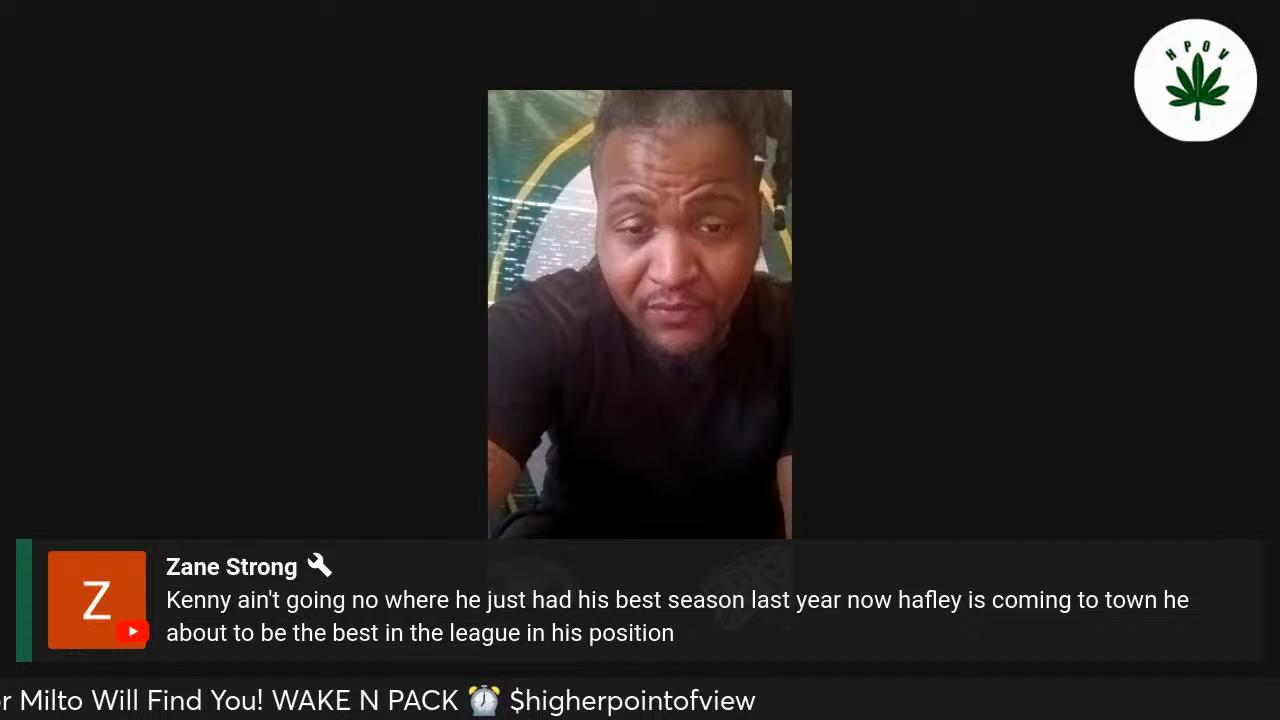 HPOV
Zane Strong
Z
Kenny ain't going no where he just had his best season last year now hafley is coming to town he
about to be the best in the league in his position
r Milto Will Find You! WAKE N PACK ⏰ $higherpointofview